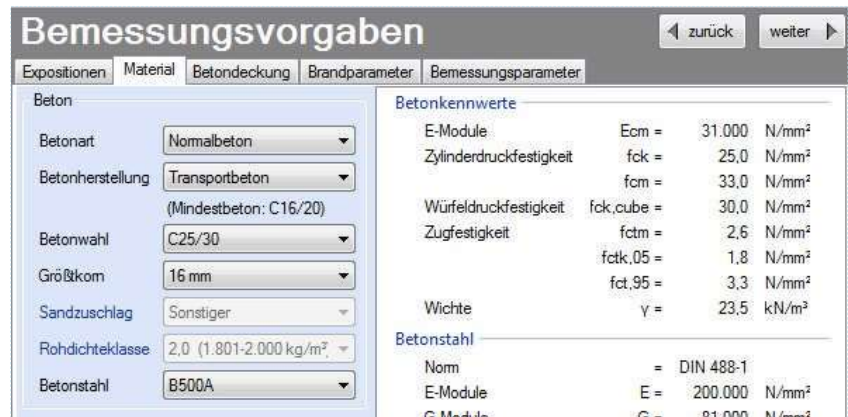 Bemessungsvorgaben
zurück weiter
Expositionen Material Betondeckung Brandparameter Bemessungsparameter
Beton
Betonart Normalbeton
Betonherstellung Transportbeton
(Mindestbeton: C16/20)
Betonwahl C25/30
Größtkorn 16 mm
Sandzuschlag Sonstiger
Rohdichteklasse 2,0 (1.801-2.000 kg/m³,
Betonstahl B500A
Betonkennwerte
E-Module Ecm = 31.000 N/mm²
Zylinderdruckfestigkeit fck = 25,0 N/mm²
fcm = 33,0 N/mm²
Würfeldruckfestigkeit fck,cube = 30,0 N/mm²
Zugfestigkeit fctm = 2,6 N/mm²
fctk,05 = 1,8 N/mm²
fct,95 = 3,3 N/mm²
Wichte γ = 23,5 kN/m³
Betonstahl
Norm = DIN 488-1
E-Module E = 200.000 N/mm²
G-Module G = 81.000 N/mm²